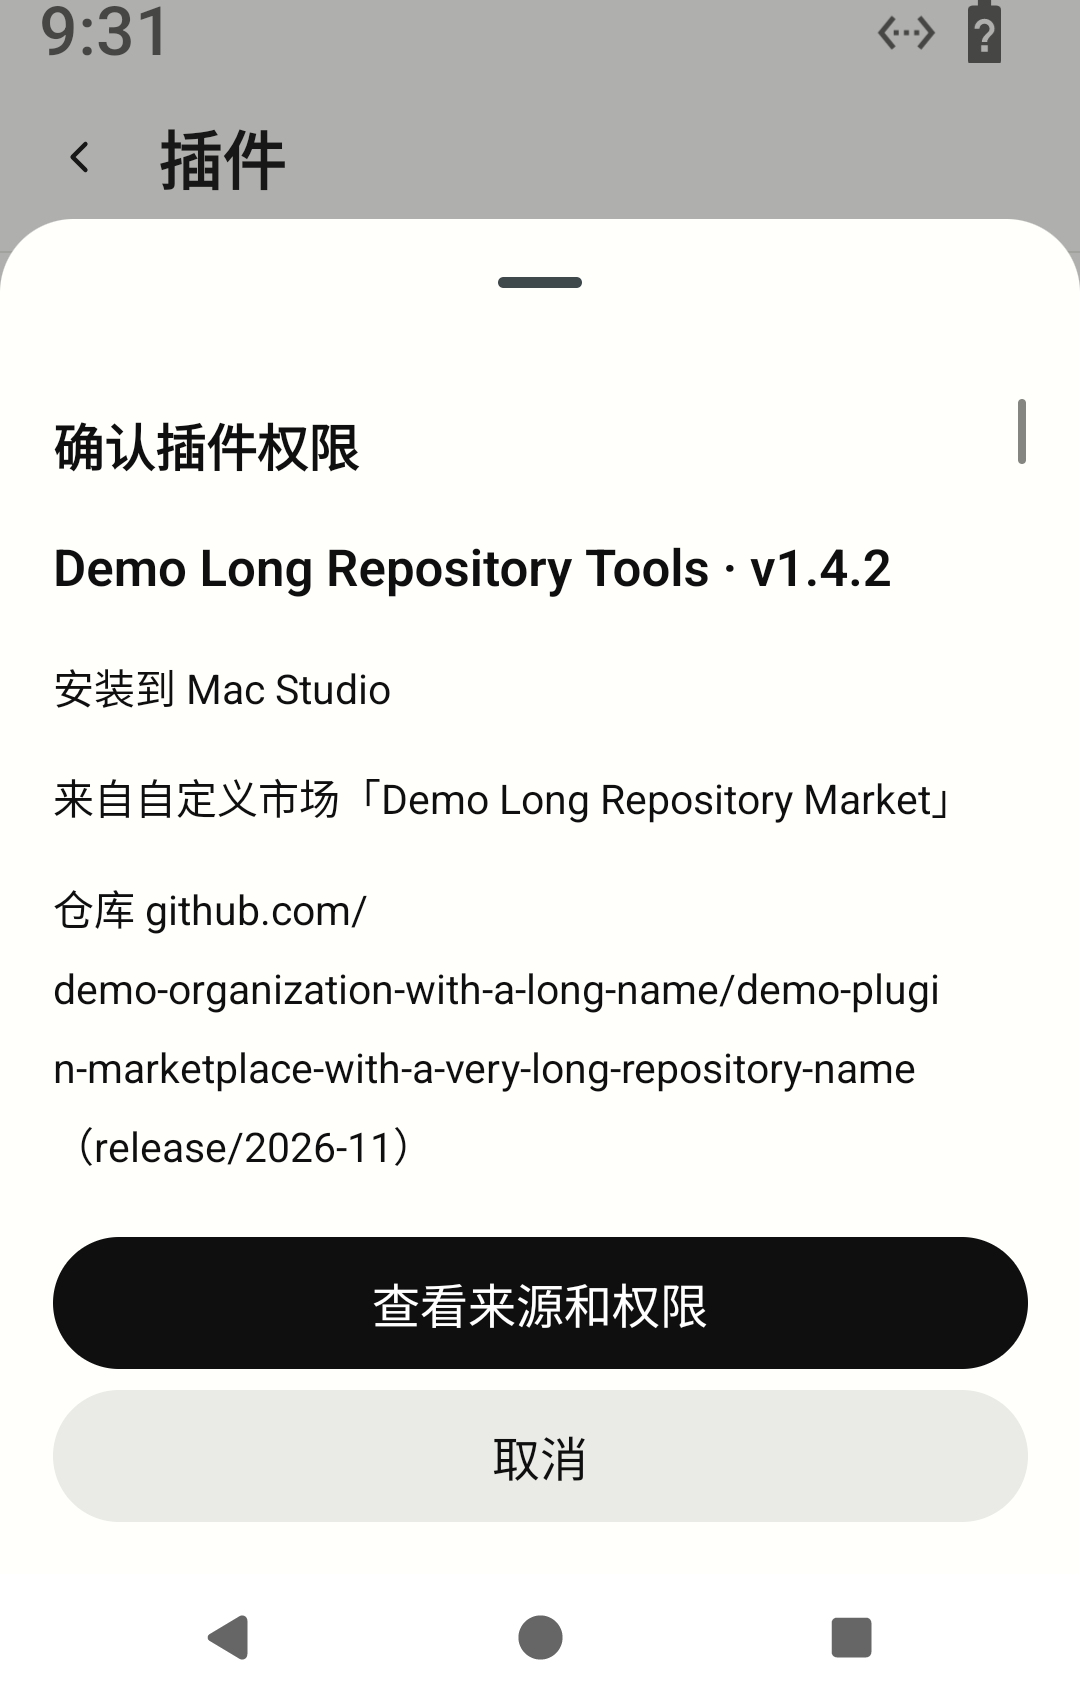 9:31
插件
确认插件权限
Demo Long Repository Tools · v1.4.2
安装到 Mac Studio
来自自定义市场「Demo Long Repository Market」
仓库 github.com/
demo-organization-with-a-long-name/demo-plugi
n-marketplace-with-a-very-long-repository-name
（release/2026-11）
查看来源和权限
取消